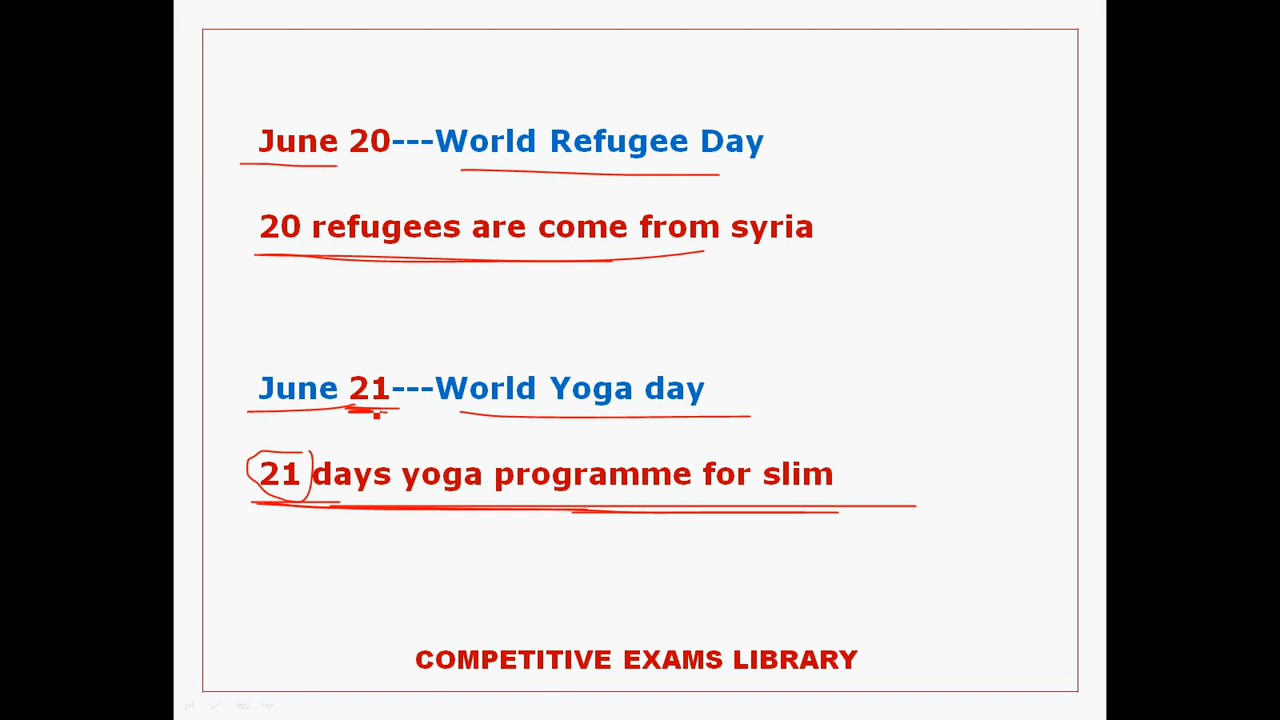 June 20---World Refugee Day
20 refugees are come from syria
June 21---World Yoga day
21 days yoga programme for slim
COMPETITIVE EXAMS LIBRARY